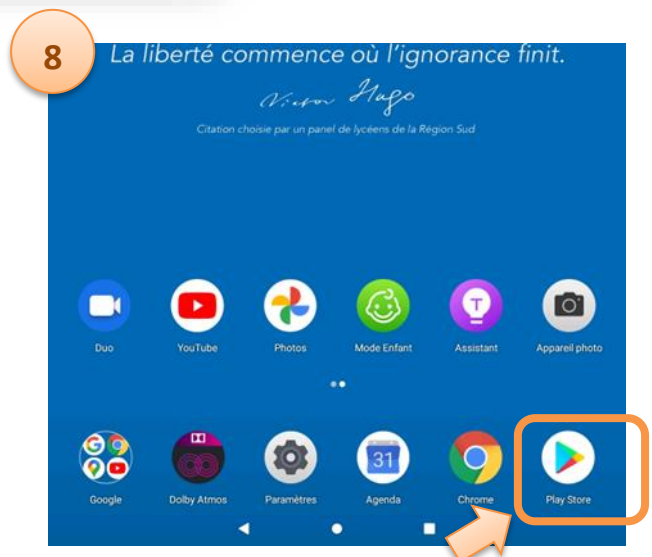 8
La liberté commence où l'ignorance finit.
Victor Hugo
Citation choisie par un panel de lycéens de la Région Sud
Duo YouTube Photos Mode Enfant Assistant Appareil photo
31
Google Dolby Atmos Paramètres Agenda Chrome Play Store